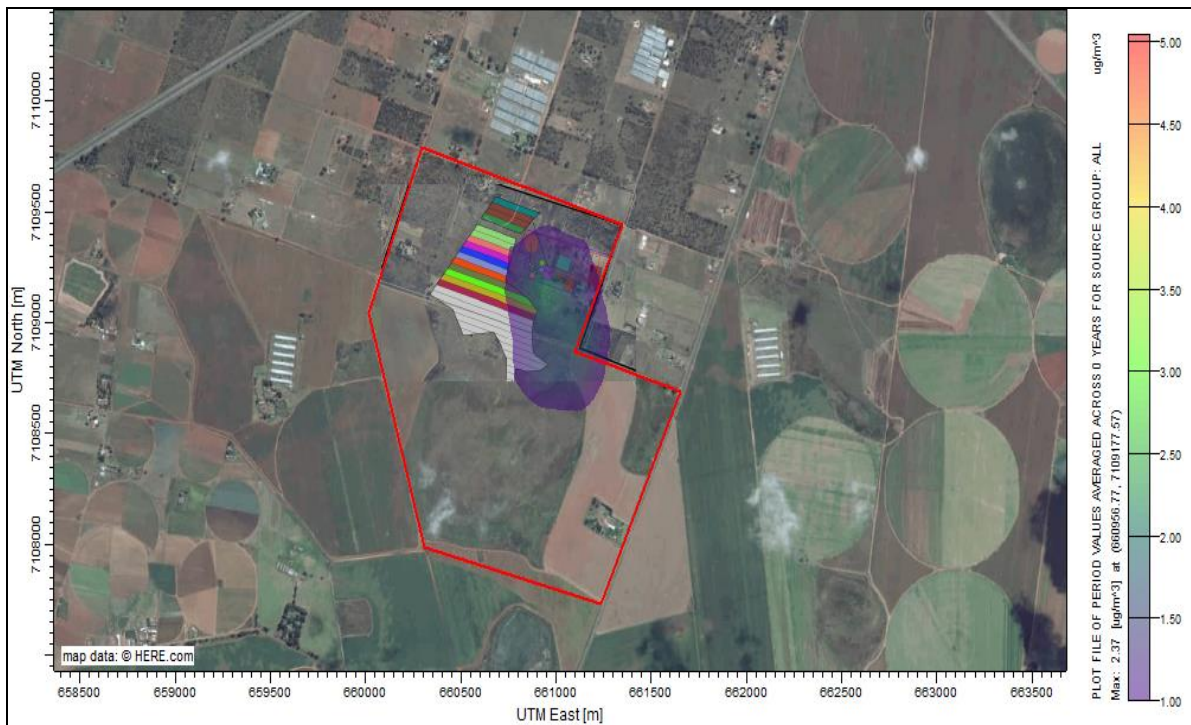 UTM North [m]
7110000
7109500
7109000
7108500
7108000
map data: © HERE.com
658500 659000 659500 660000 660500 661000 661500 662000 662500 663000 663500
UTM East [m]
PLOT FILE OF PERIOD VALUES AVERAGED ACROSS 0 YEARS FOR SOURCE GROUP: ALL ug/m^3
Max: 2.37 [ug/m^3] at (660956.77, 7109177.57)
5.00
4.50
4.00
3.50
3.00
2.50
2.00
1.50
1.00